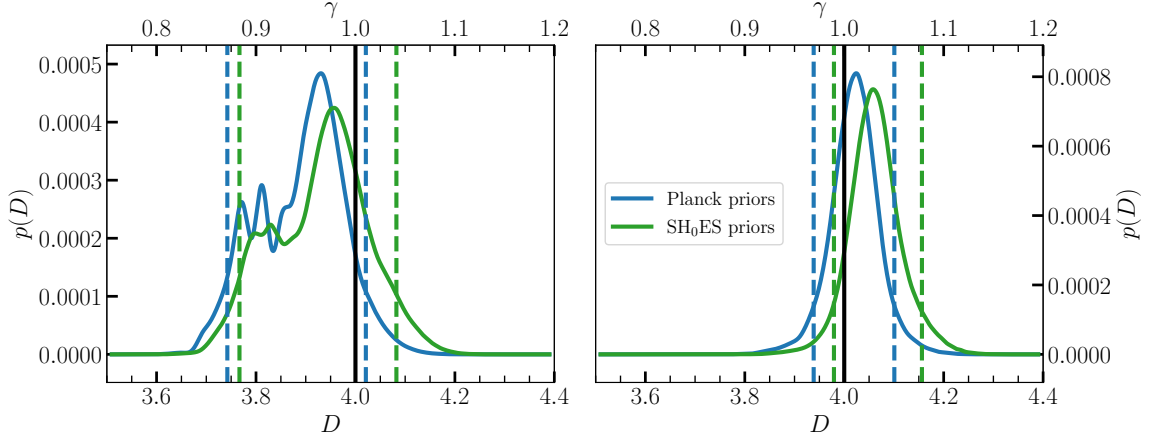 γ
0.8 0.9 1.0 1.1 1.2
0.0005
0.0004
0.0003
0.0002
0.0001
0.0000
p(D)
3.6 3.8 4.0 4.2 4.4
D
γ
0.8 0.9 1.0 1.1 1.2
Planck priors
SH₀ES priors
0.0008
0.0006
0.0004
0.0002
0.0000
p(D)
3.6 3.8 4.0 4.2 4.4
D